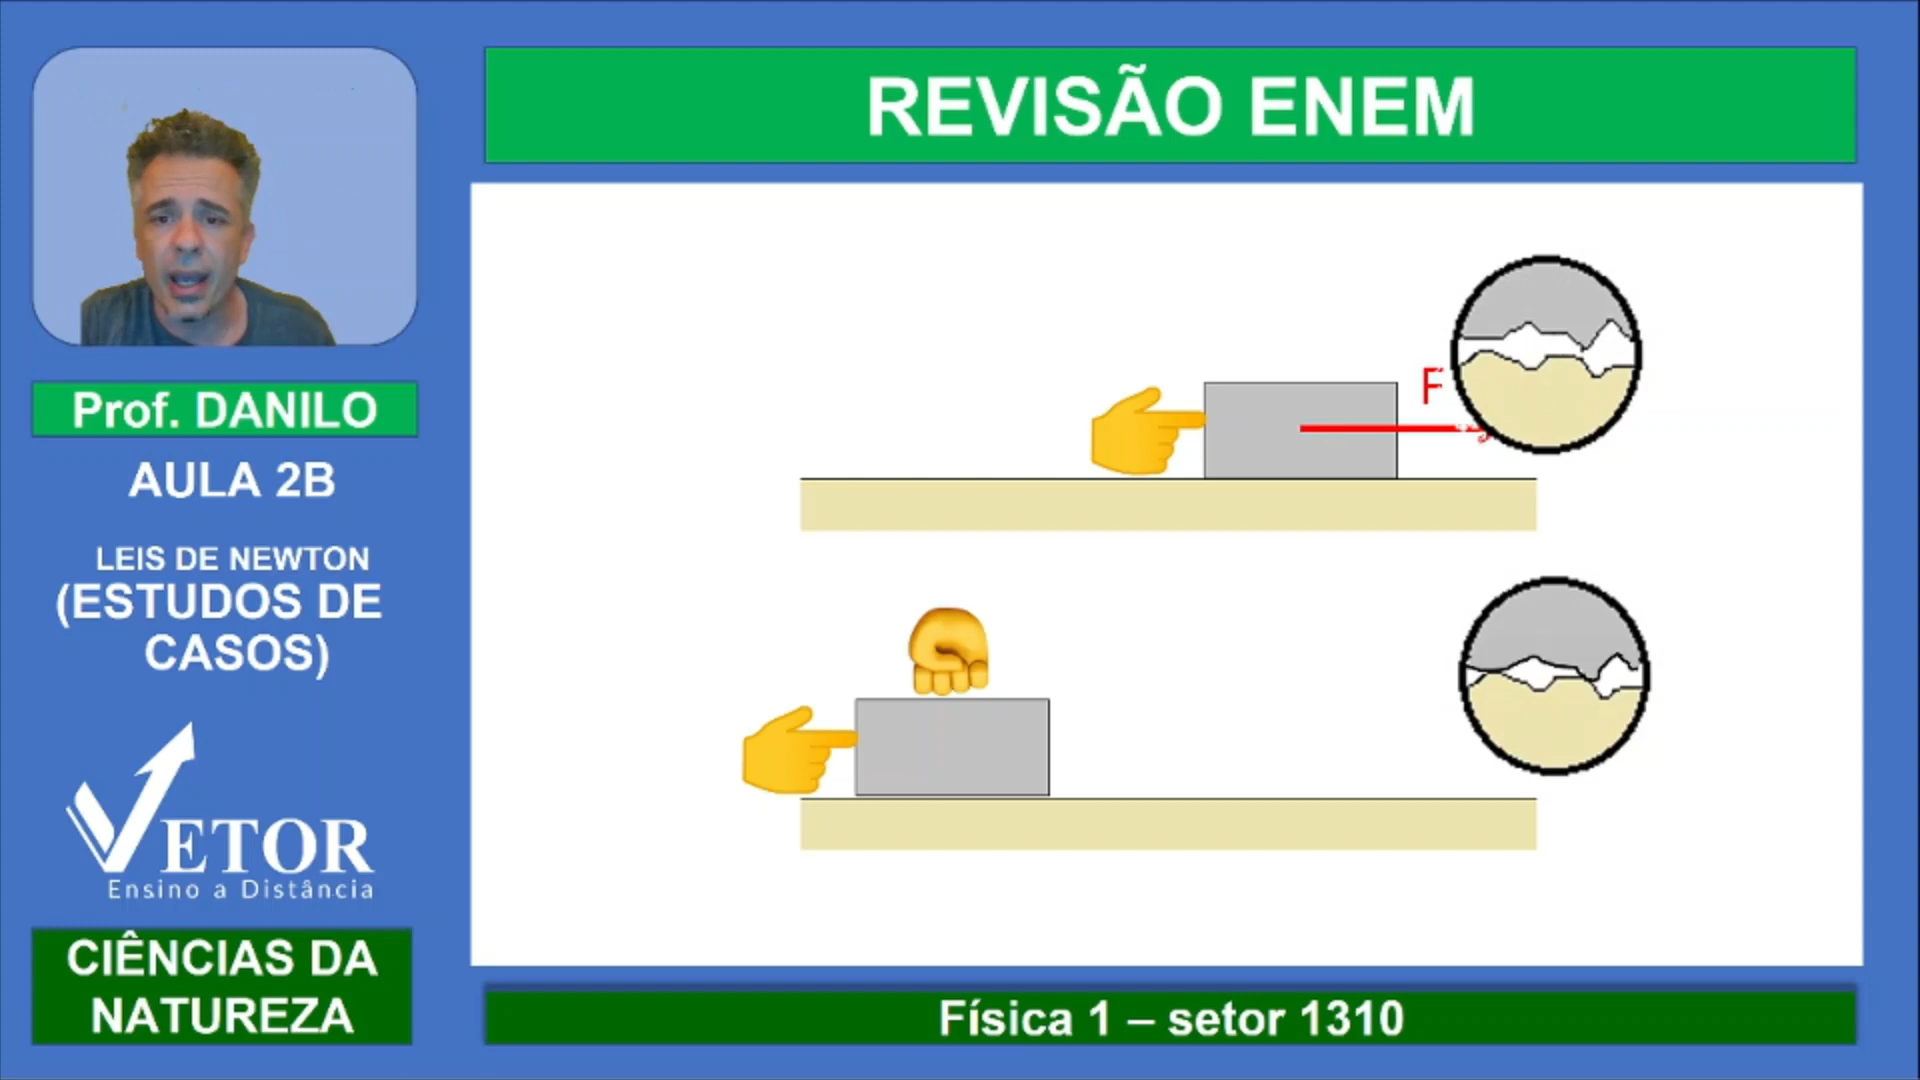 REVISÃO ENEM
F
Prof. DANILO
AULA 2B
LEIS DE NEWTON
(ESTUDOS DE
CASOS)
VETOR
Ensino a Distância
CIÊNCIAS DA
NATUREZA
Física 1 – setor 1310